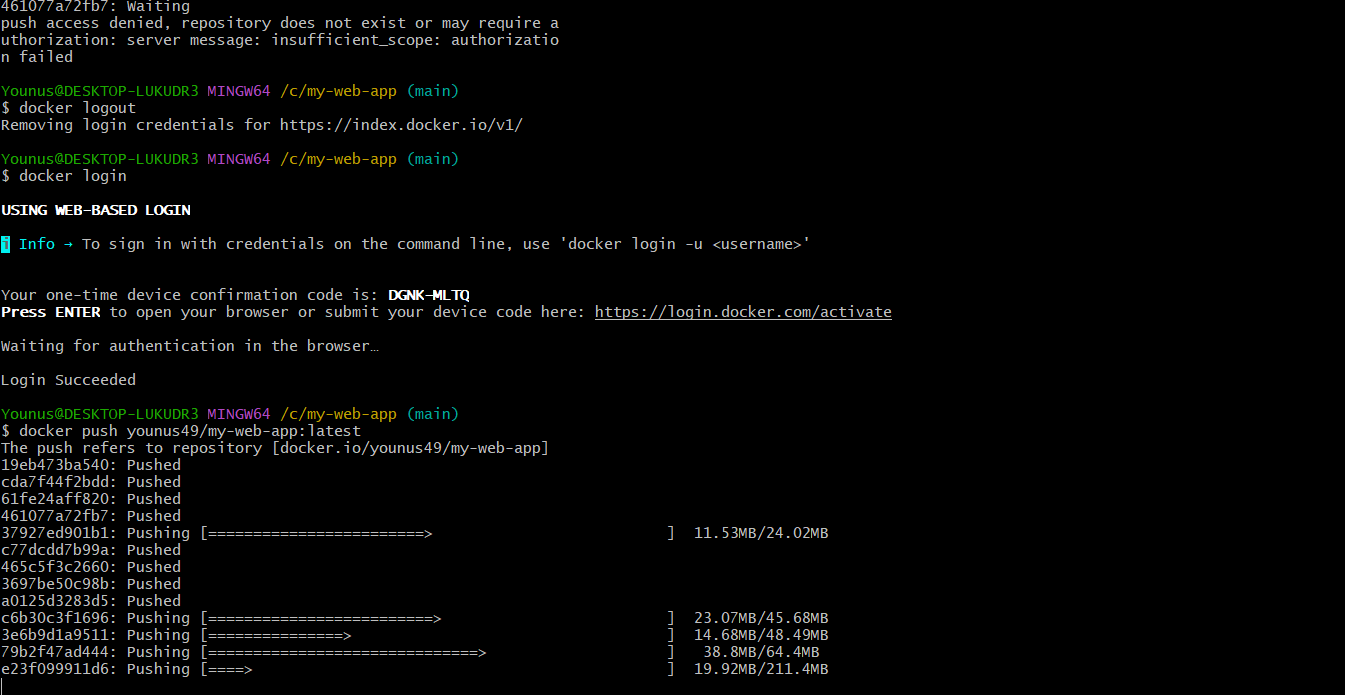 461077a72fb7: Waiting
push access denied, repository does not exist or may require a
uthorization: server message: insufficient_scope: authorizatio
n failed
Younus@DESKTOP-LUKUDR3 MINGW64 /c/my-web-app (main)
$ docker logout
Removing login credentials for https://index.docker.io/v1/
Younus@DESKTOP-LUKUDR3 MINGW64 /c/my-web-app (main)
$ docker login
USING WEB-BASED LOGIN
i Info → To sign in with credentials on the command line, use 'docker login -u <username>'
Your one-time device confirmation code is: DGNK-MLTQ
Press ENTER to open your browser or submit your device code here: https://login.docker.com/activate
Waiting for authentication in the browser…
Login Succeeded
Younus@DESKTOP-LUKUDR3 MINGW64 /c/my-web-app (main)
$ docker push younus49/my-web-app:latest
The push refers to repository [docker.io/younus49/my-web-app]
19eb473ba540: Pushed
cda7f44f2bdd: Pushed
61fe24aff820: Pushed
461077a72fb7: Pushed
37927ed901b1: Pushing [========================>                          ]  11.53MB/24.02MB
c77dcdd7b99a: Pushed
465c5f3c2660: Pushed
3697be50c98b: Pushed
a0125d3283d5: Pushed
c6b30c3f1696: Pushing [=========================>                         ]  23.07MB/45.68MB
3e6b9d1a9511: Pushing [===============>                                   ]  14.68MB/48.49MB
79b2f47ad444: Pushing [==============================>                    ]   38.8MB/64.4MB
e23f099911d6: Pushing [====>                                              ]  19.92MB/211.4MB